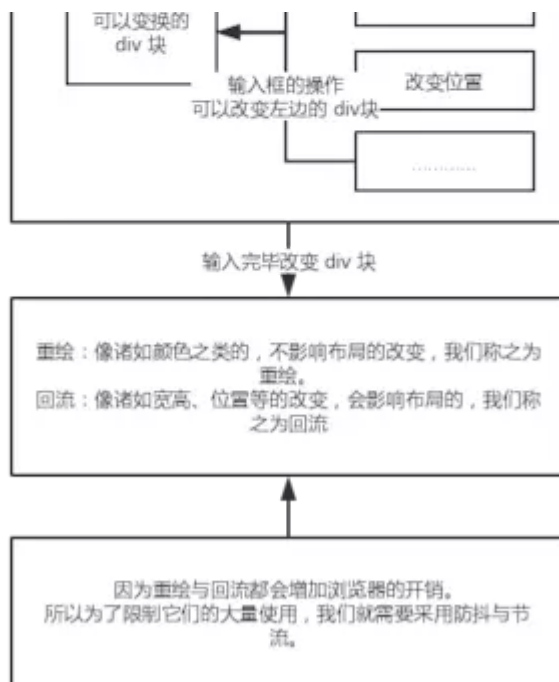 可以变换的
div 块
输入框的操作
可以改变左边的 div块
改变位置
…………
输入完毕改变 div 块
重绘：像诸如颜色之类的，不影响布局的改变，我们称之为
重绘。
回流：像诸如宽高、位置等的改变，会影响布局的，我们称
之为回流
因为重绘与回流都会增加浏览器的开销。
所以为了限制它们的大量使用，我们就需要采用防抖与节
流。